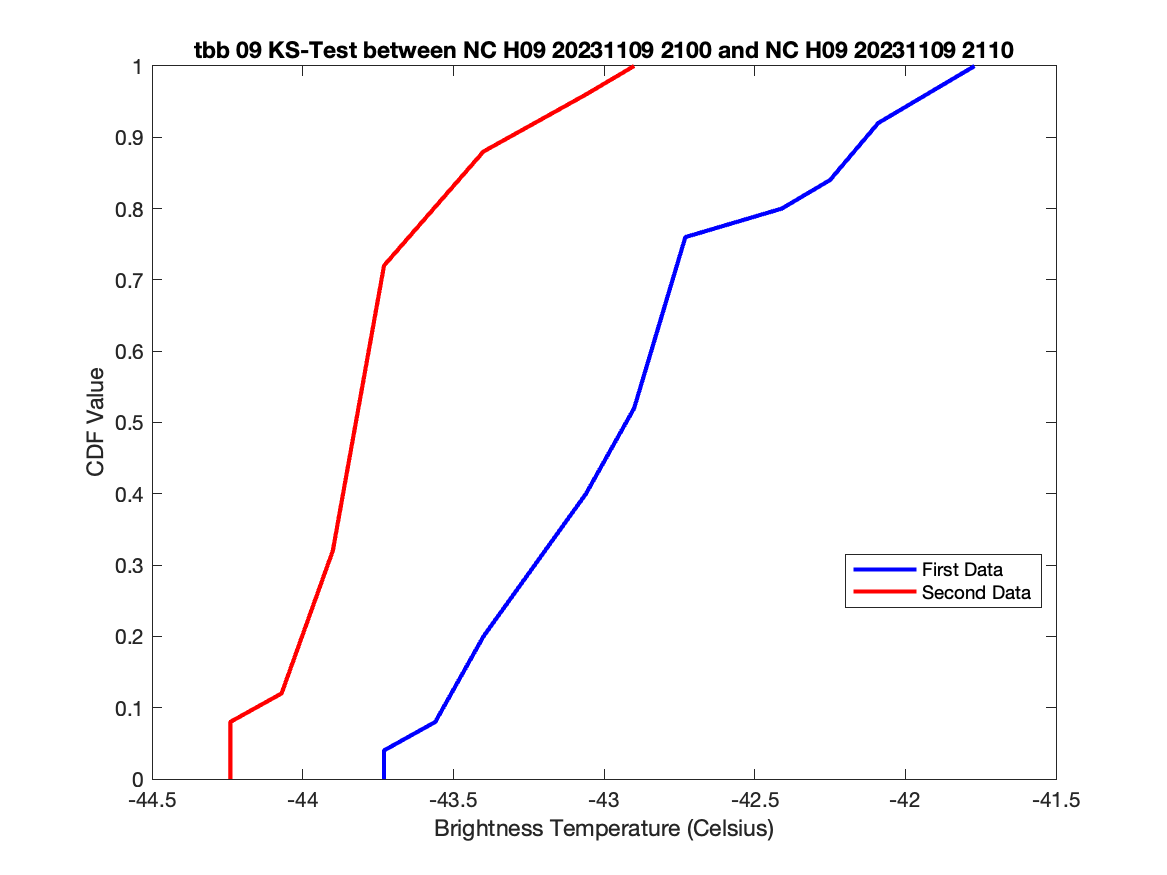 tbb 09 KS-Test between NC H09 20231109 2100 and NC H09 20231109 2110
1
0.9
0.8
0.7
0.6
0.5
0.4
0.3
0.2
0.1
0
CDF Value
First Data
Second Data
-44.5 -44 -43.5 -43 -42.5 -42 -41.5
Brightness Temperature (Celsius)